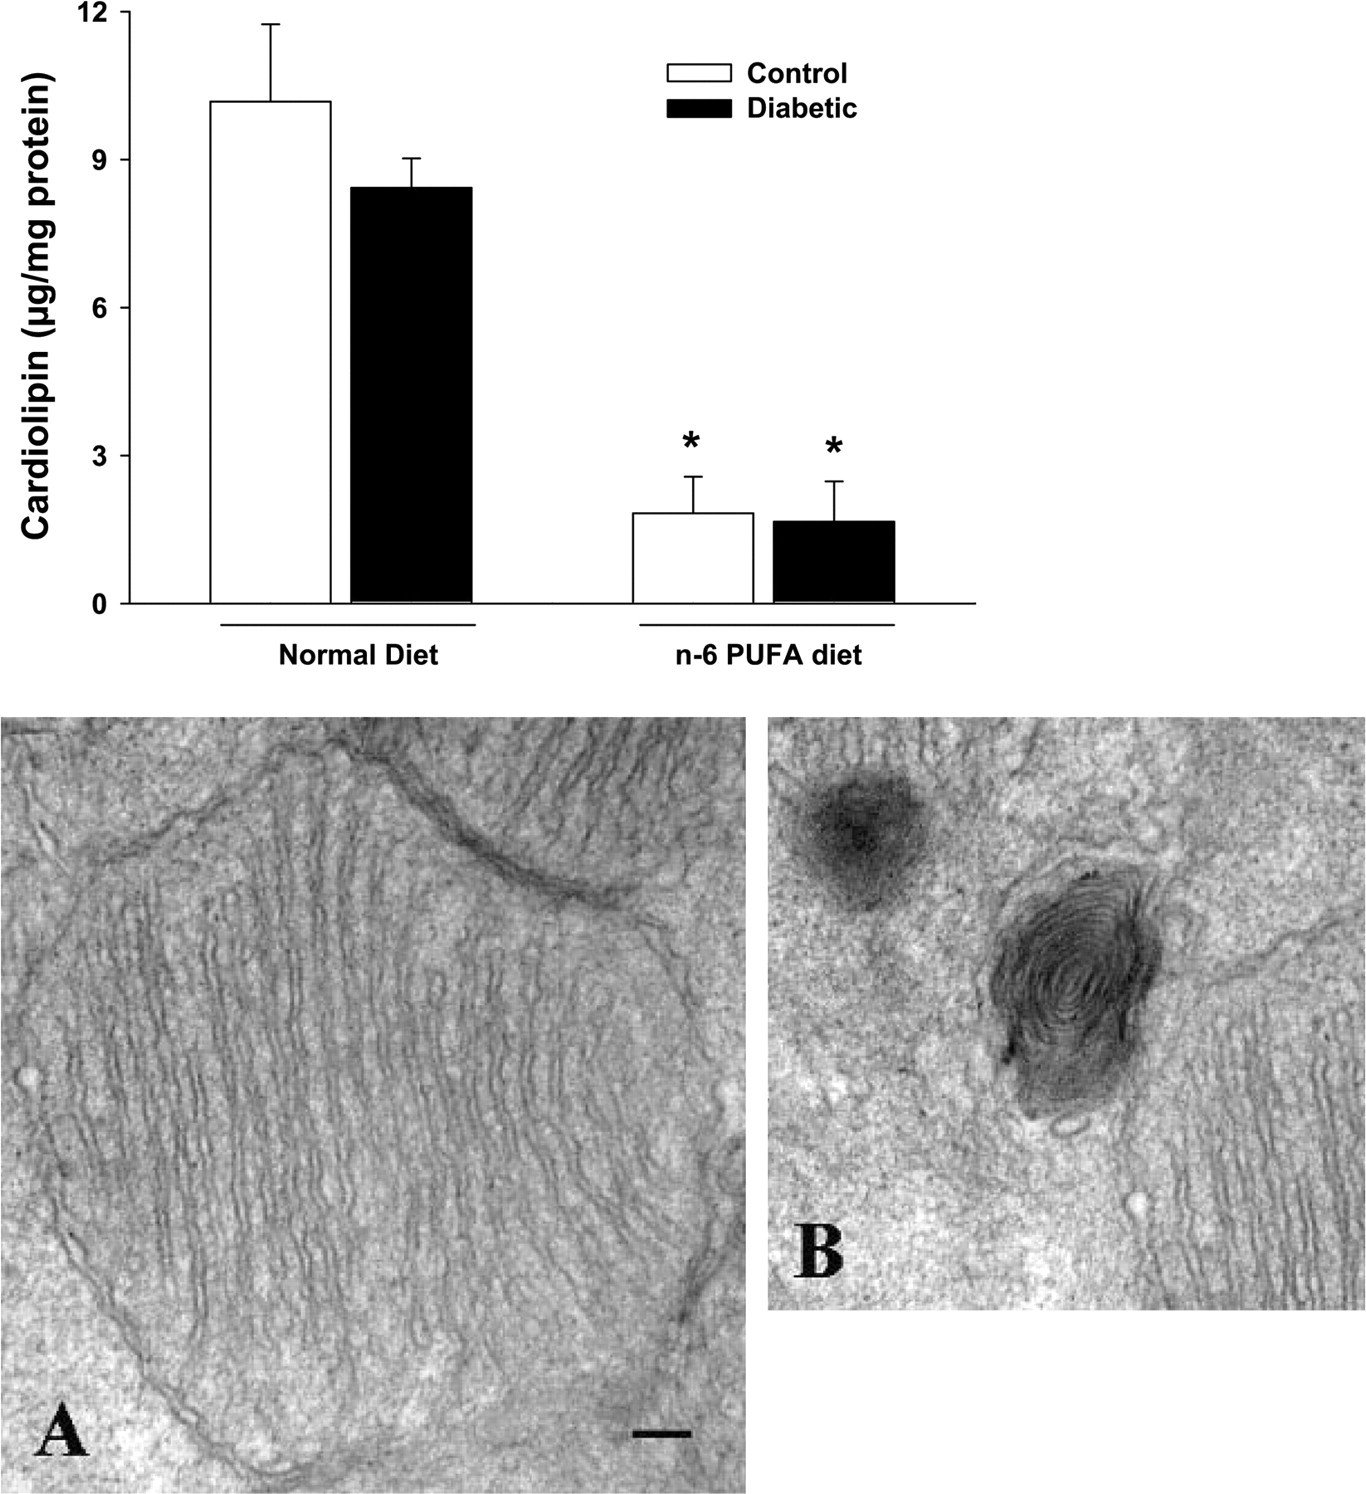 12
9
6
3
0
Cardiolipin (µg/mg protein)
Control
Diabetic
*
*
Normal Diet
n-6 PUFA diet
A
B